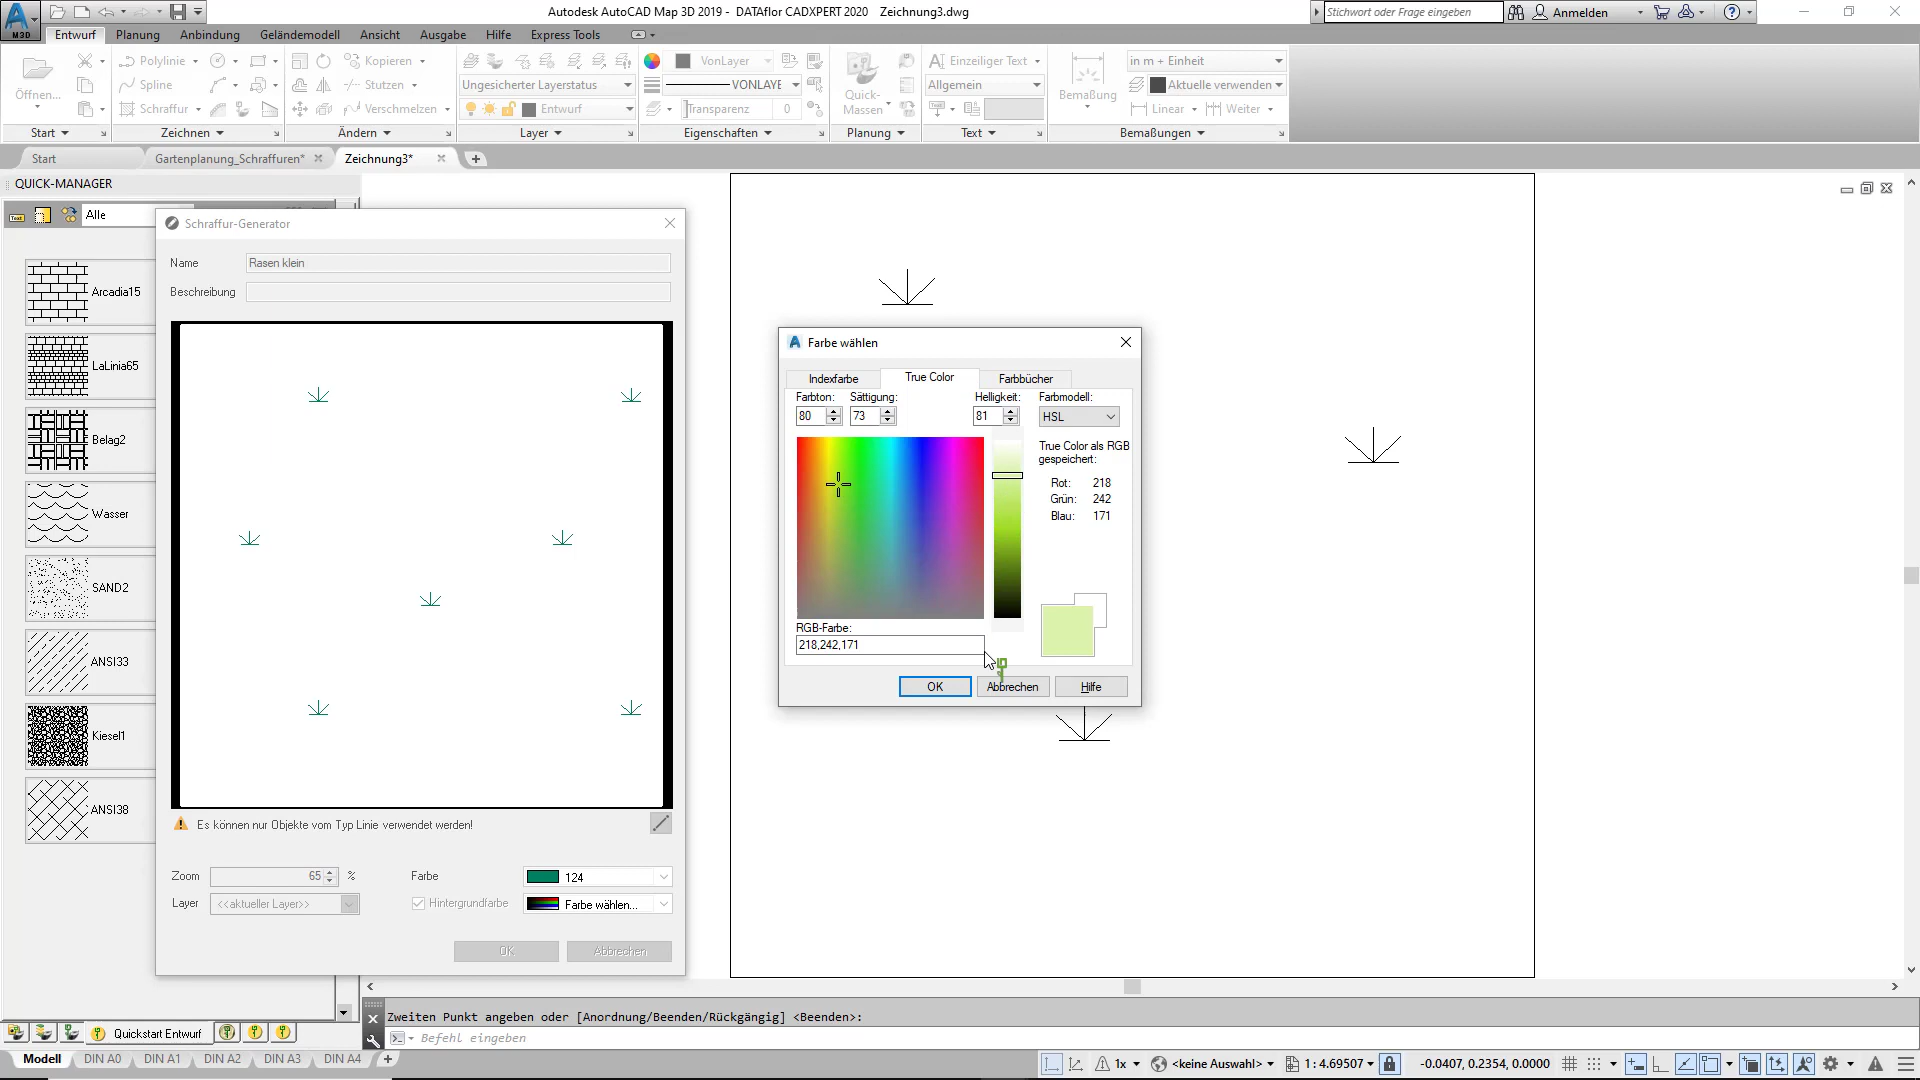 Autodesk AutoCAD Map 3D 2019 - DATAflor CADXPERT 2020 Zeichnung3.dwg
Stichwort oder Frage eingeben
Anmelden
M3D
Entwurf Planung Anbindung Geländemodell Ansicht Ausgabe Hilfe Express Tools
Öffnen...
Polylinie
Spline
Schraffur
Kopieren
Stutzen
Verschmelzen
Ungesicherter Layerstatus
Entwurf
VonLayer
VONLAYE
Transparenz 0
Quick-
Massen
Einzeiliger Text
Allgemein
Bemaßung
in m + Einheit
Aktuelle verwenden
Linear Weiter
Start Zeichnen Ändern Layer Eigenschaften Planung Text Bemaßungen
Start Gartenplanung_Schraffuren* Zeichnung3*
QUICK-MANAGER
Alle
Arcadia15
LaLinia65
Belag2
Wasser
SAND2
ANSI33
Kiesel1
ANSI38
Schraffur-Generator
Name Rasen klein
Beschreibung
Es können nur Objekte vom Typ Linie verwendet werden!
Zoom 65 % Farbe 124
Layer <<aktueller Layer>> Hintergrundfarbe Farbe wählen...
OK Abbrechen
Farbe wählen
Indexfarbe True Color Farbbücher
Farbton: Sättigung: Helligkeit: Farbmodell:
80 73 81 HSL
True Color als RGB
gespeichert:
Rot: 218
Grün: 242
Blau: 171
RGB-Farbe:
218,242,171
OK Abbrechen Hilfe
Zweiten Punkt angeben oder [Anordnung/Beenden/Rückgängig] <Beenden>:
Befehl eingeben
Quickstart Entwurf
Modell DIN A0 DIN A1 DIN A2 DIN A3 DIN A4
1x <keine Auswahl> 1: 4.69507 -0.0407, 0.2354, 0.0000